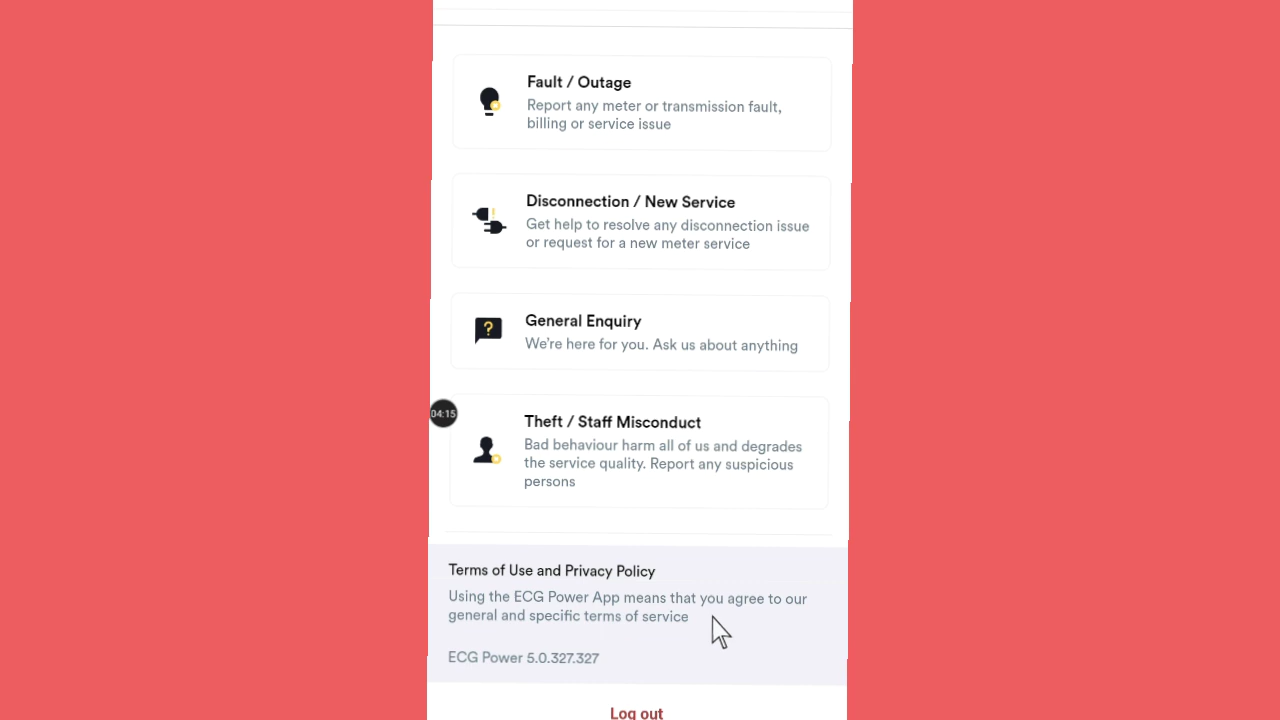 Fault / Outage
Report any meter or transmission fault,
billing or service issue
Disconnection / New Service
Get help to resolve any disconnection issue
or request for a new meter service
?
General Enquiry
We're here for you. Ask us about anything
04:15
Theft / Staff Misconduct
Bad behaviour harm all of us and degrades
the service quality. Report any suspicious
persons
Terms of Use and Privacy Policy
Using the ECG Power App means that you agree to our
general and specific terms of service
ECG Power 5.0.327.327
Log out